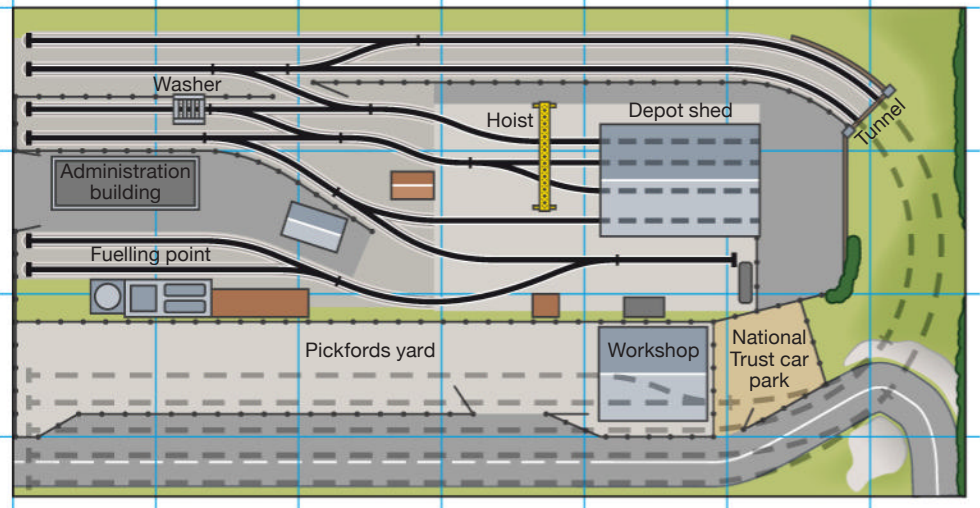 Washer
Hoist
Depot shed
Tunnel
Administration
building
Fuelling point
Pickfords yard
Workshop
National
Trust car
park